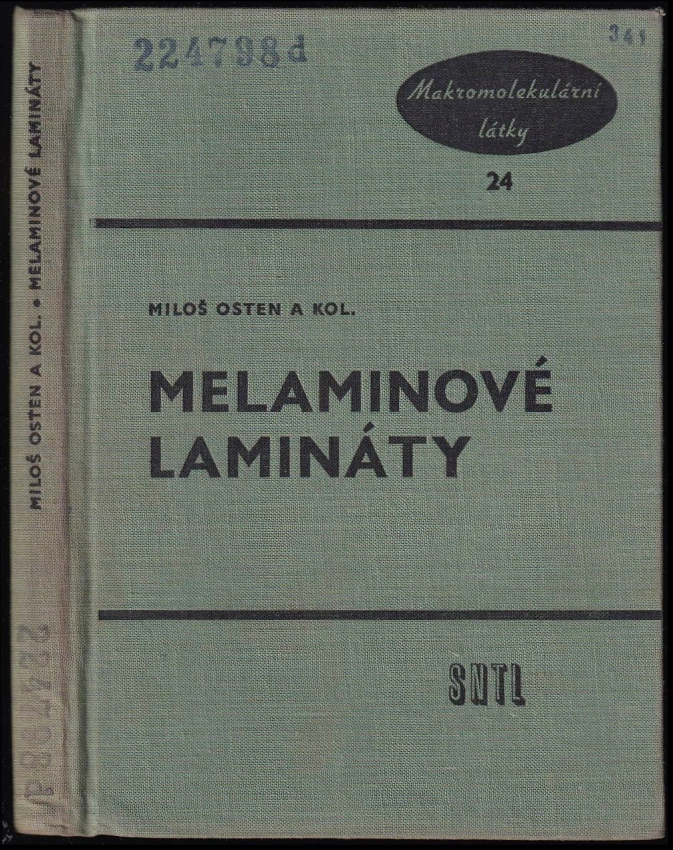 224798d
341
Makromolekulární
látky
24
MILOŠ OSTEN A KOL.
MELAMINOVÉ
LAMINÁTY
SNTL
MILOŠ OSTEN A KOL. • MELAMINOVÉ LAMINÁTY
224798d